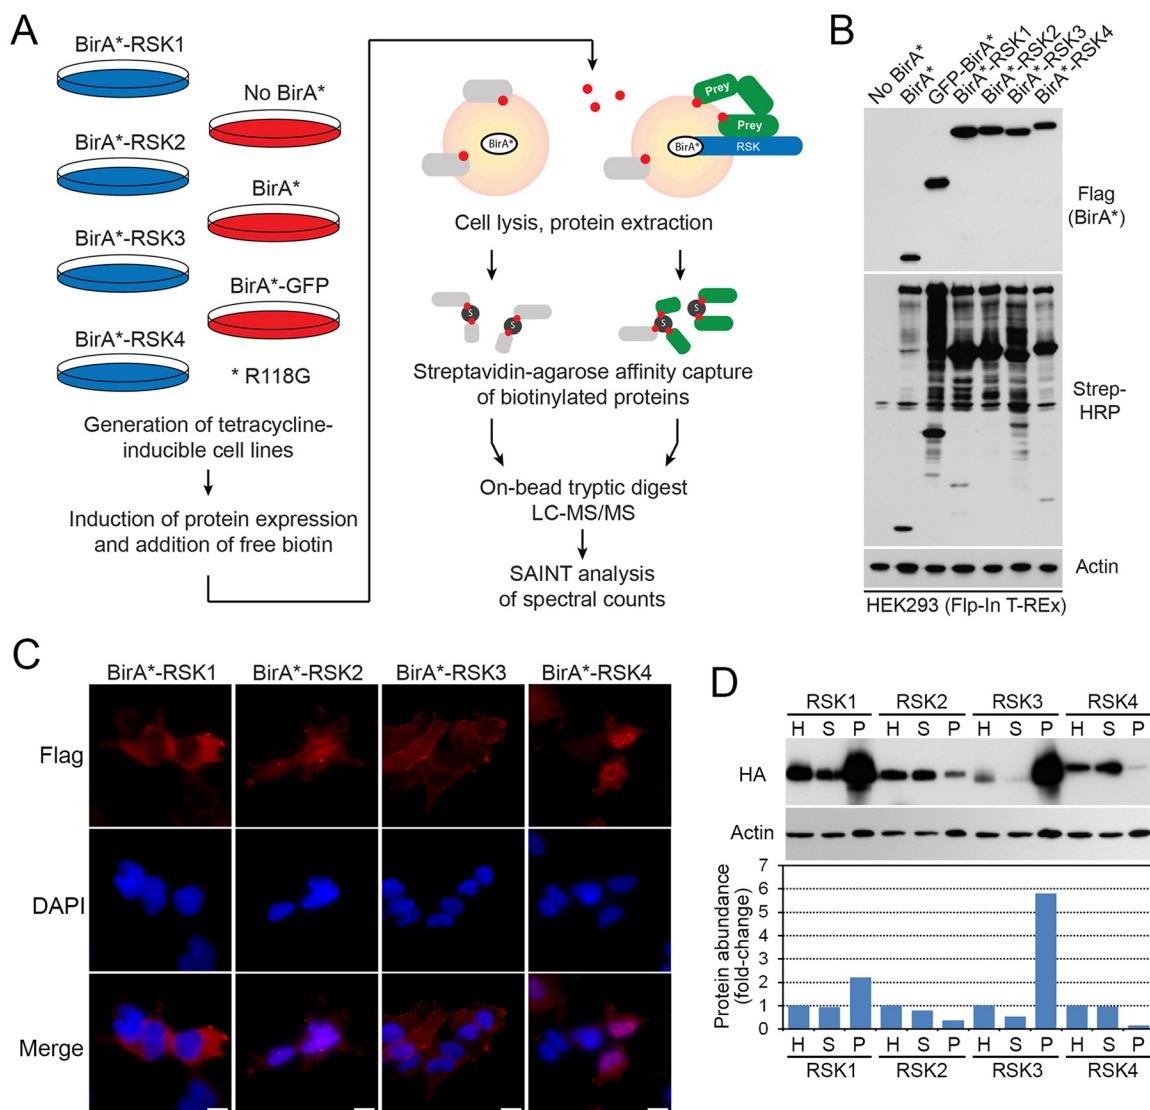 A
BirA*-RSK1
No BirA*
BirA*-RSK2
BirA*
BirA*-RSK3
BirA*-GFP
BirA*-RSK4
* R118G
Generation of tetracycline-
inducible cell lines
Induction of protein expression
and addition of free biotin
BirA*
Prey
Prey
BirA*
RSK
Cell lysis, protein extraction
S
S
S
S
Streptavidin-agarose affinity capture
of biotinylated proteins
On-bead tryptic digest
LC-MS/MS
SAINT analysis
of spectral counts
B
No BirA*
BirA*
GFP-BirA*
BirA*-RSK1
BirA*-RSK2
BirA*-RSK3
BirA*-RSK4
Flag
(BirA*)
Strep-
HRP
Actin
HEK293 (Flp-In T-REx)
C
BirA*-RSK1 BirA*-RSK2 BirA*-RSK3 BirA*-RSK4
Flag
DAPI
Merge
D
RSK1 RSK2 RSK3 RSK4
H S P H S P H S P H S P
HA
Actin
Protein abundance
(fold-change)
7
6
5
4
3
2
1
0
H S P H S P H S P H S P
RSK1 RSK2 RSK3 RSK4